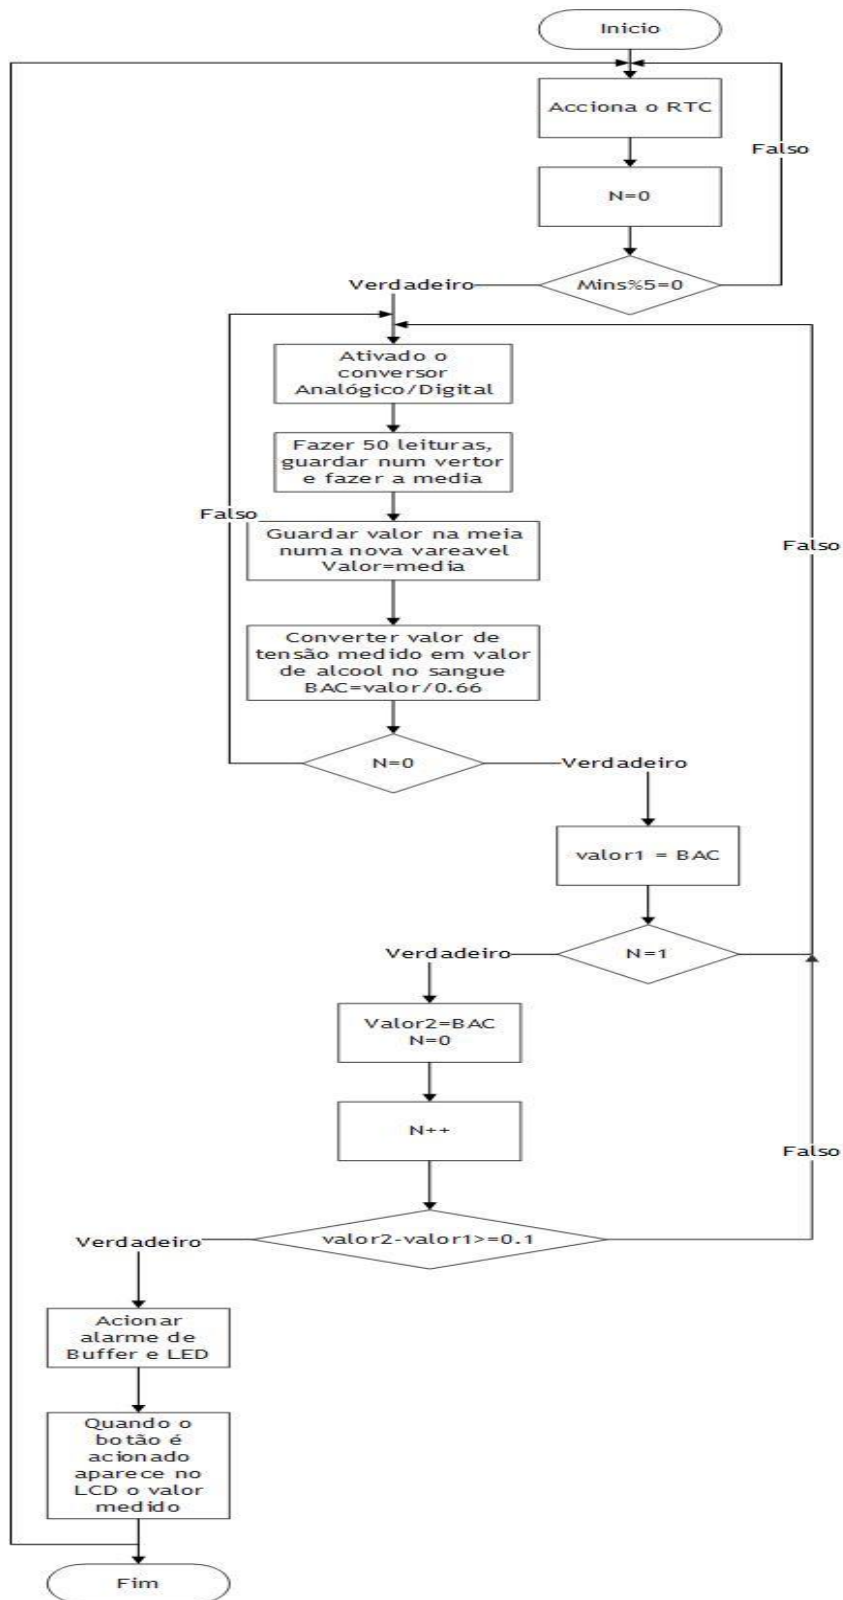 Inicio
Acciona o RTC
Falso
N=0
Mins%5=0
Verdadeiro
Ativado o
conversor
Analógico/Digital
Fazer 50 leituras,
guardar num vertor
e fazer a media
Falso
Guardar valor na meia
numa nova vareavel
Valor=media
Falso
Converter valor de
tensão medido em valor
de alcool no sangue
BAC=valor/0.66
N=0
Verdadeiro
valor1 = BAC
N=1
Verdadeiro
Valor2=BAC
N=0
N++
Falso
valor2-valor1>=0.1
Verdadeiro
Acionar
alarme de
Buffer e LED
Quando o
botão é
acionado
aparece no
LCD o valor
medido
Fim